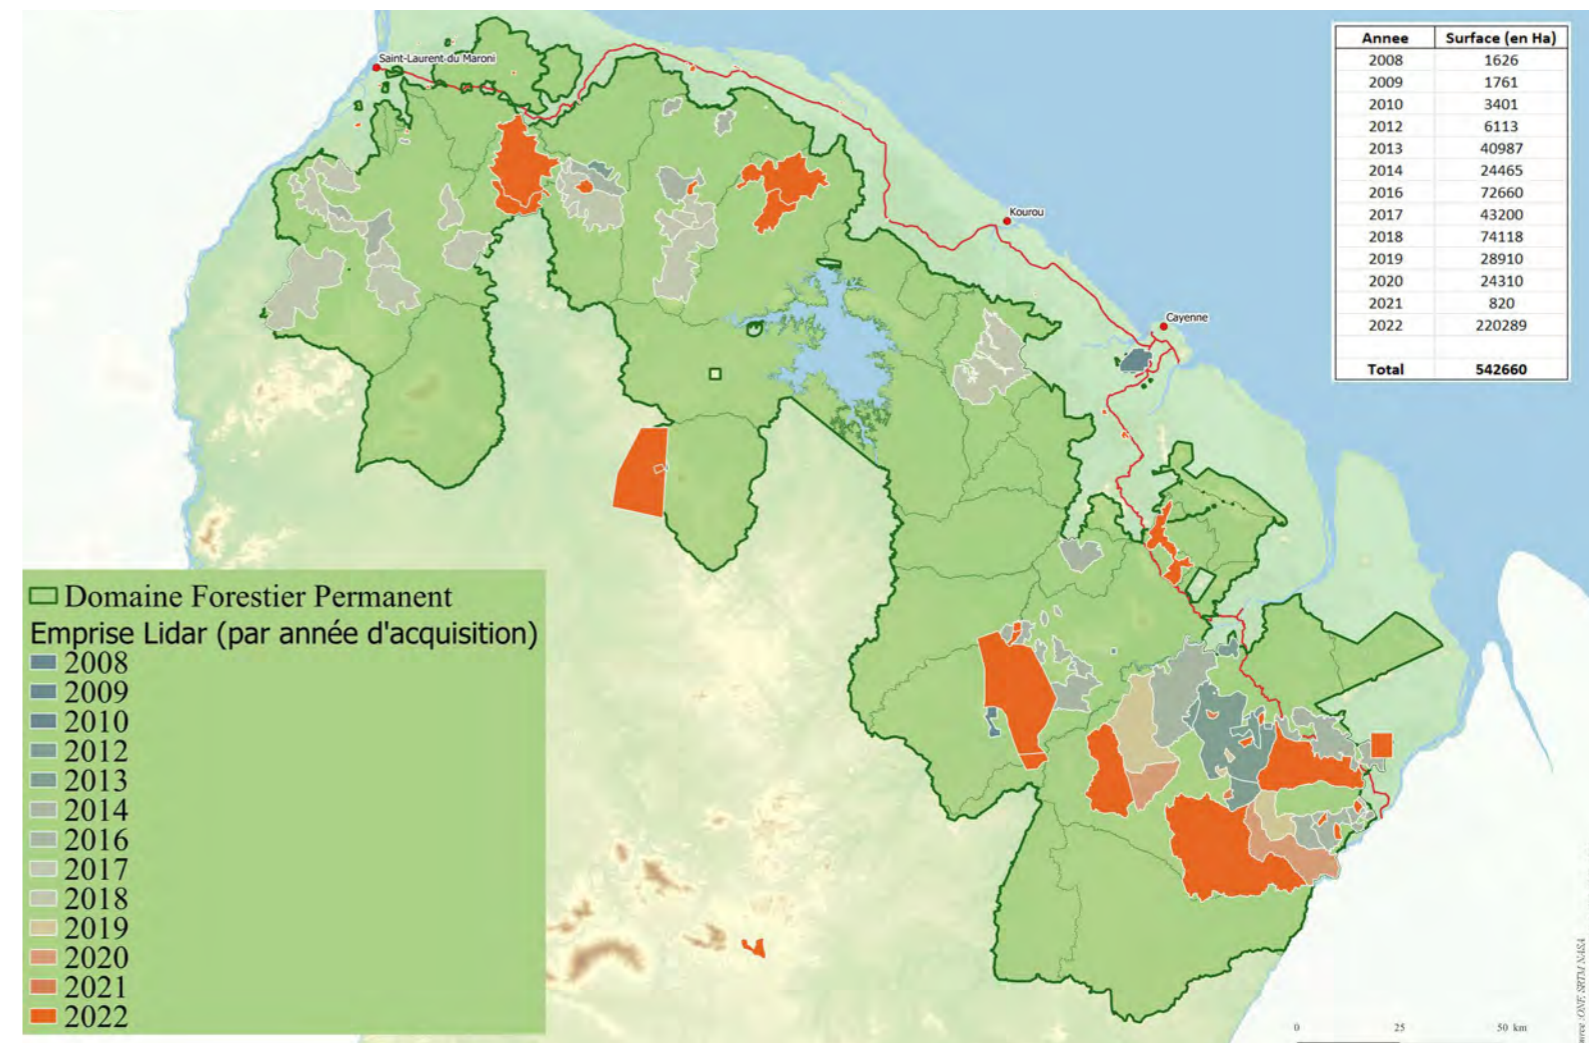 Saint-Laurent du Maroni
Kourou
Cayenne
Annee Surface (en Ha)
2008 1626
2009 1761
2010 3401
2012 6113
2013 40987
2014 24465
2016 72660
2017 43200
2018 74118
2019 28910
2020 24310
2021 820
2022 220289
Total 542660
Domaine Forestier Permanent
Emprise Lidar (par année d'acquisition)
2008
2009
2010
2012
2013
2014
2016
2017
2018
2019
2020
2021
2022
0 25 50 km
:ONF, SRTM NASA